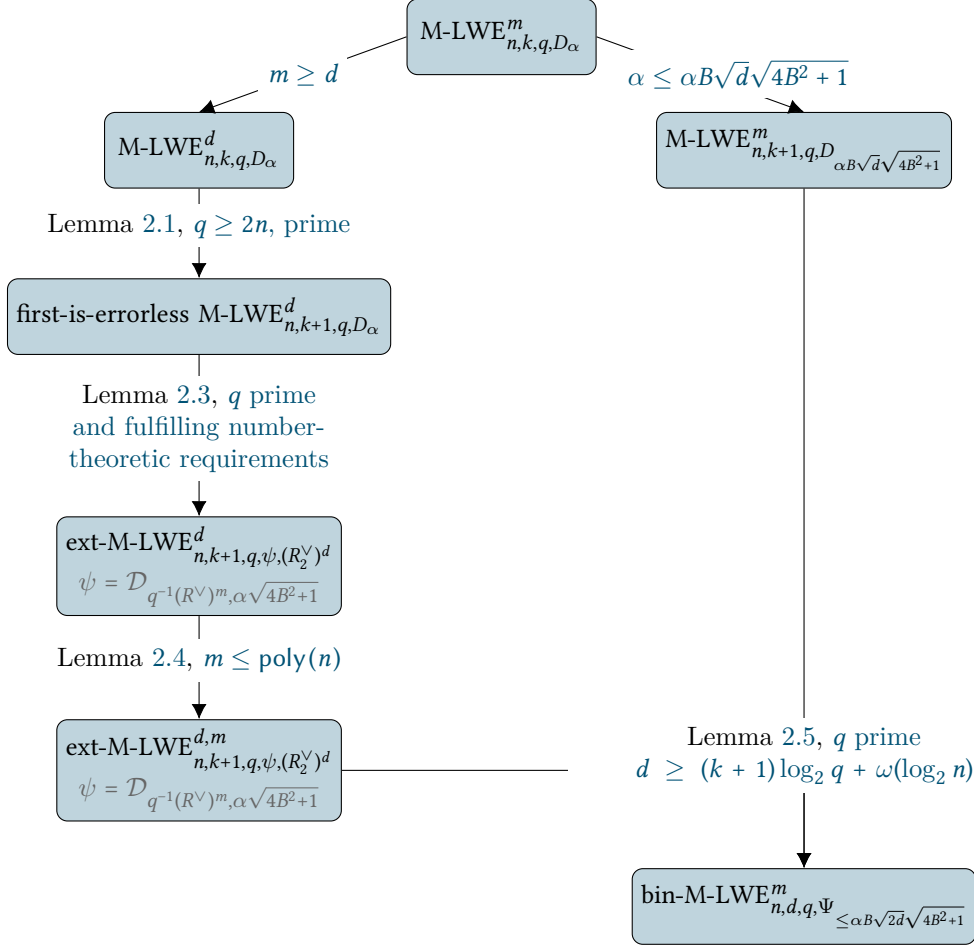 M-LWE^m_{n,k,q,D_α}
m ≥ d
α ≤ αB√d√(4B² + 1)
M-LWE^d_{n,k,q,D_α}
M-LWE^m_{n,k+1,q,D_{αB√d√(4B²+1)}}
Lemma 2.1, q ≥ 2n, prime
first-is-errorless M-LWE^d_{n,k+1,q,D_α}
Lemma 2.3, q prime
and fulfilling number-
theoretic requirements
ext-M-LWE^d_{n,k+1,q,ψ,(R_2^∨)^d}
ψ = 𝒟_{q^{-1}(R^∨)^m,α√(4B²+1)}
Lemma 2.4, m ≤ poly(n)
ext-M-LWE^{d,m}_{n,k+1,q,ψ,(R_2^∨)^d}
ψ = 𝒟_{q^{-1}(R^∨)^m,α√(4B²+1)}
Lemma 2.5, q prime
d ≥ (k + 1) log₂ q + ω(log₂ n)
bin-M-LWE^m_{n,d,q,Ψ_{≤αB√(2d)√(4B²+1)}}